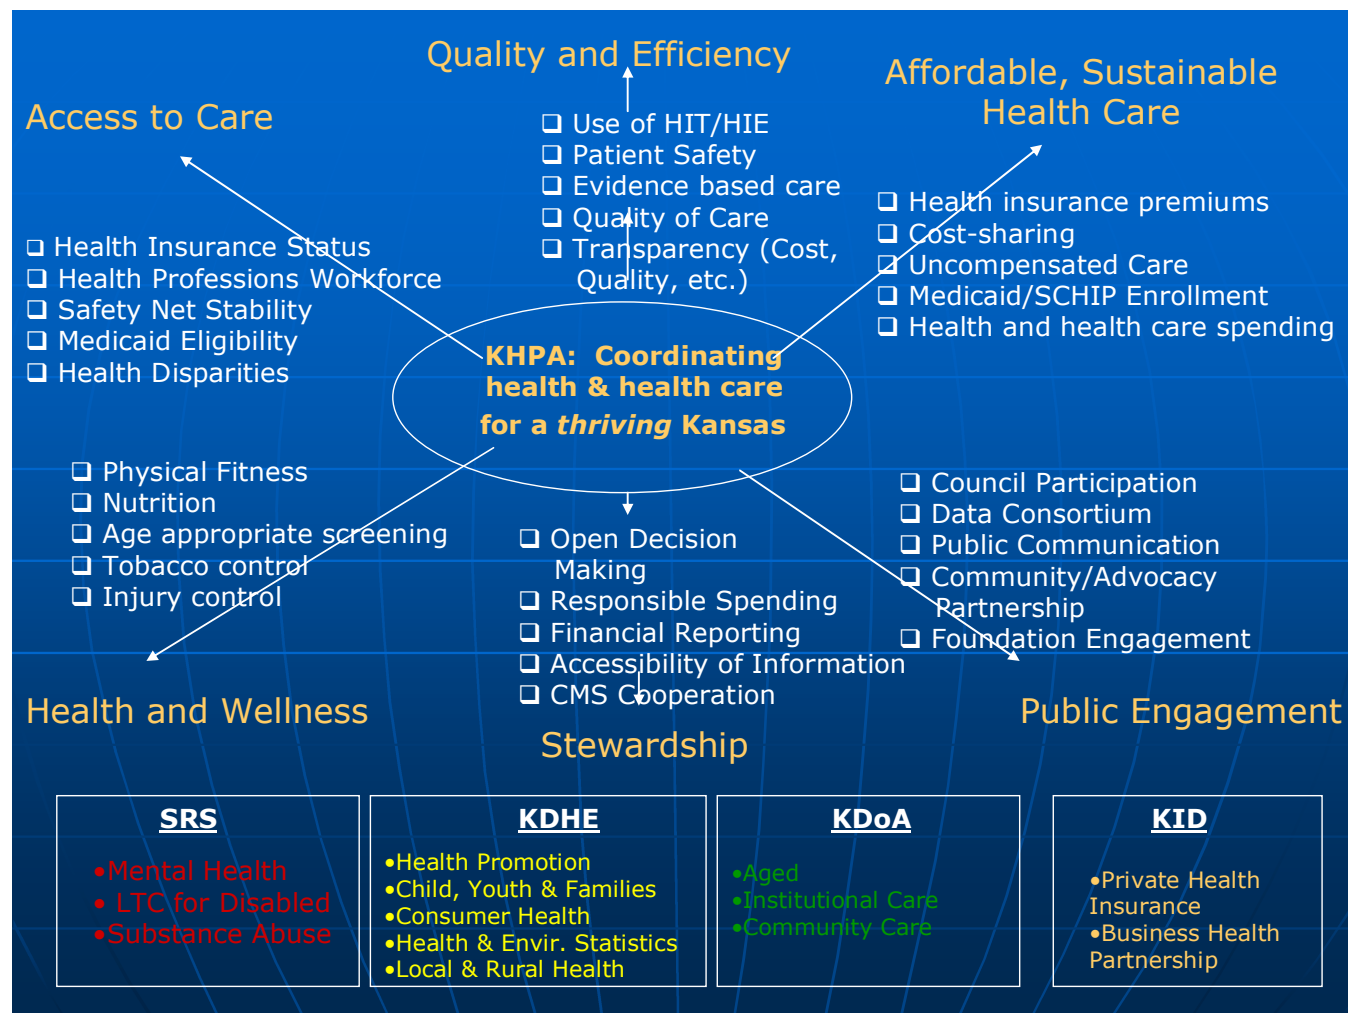 Quality and Efficiency
Affordable, Sustainable
Health Care
Access to Care
❑ Use of HIT/HIE
❑ Patient Safety
❑ Evidence based care
❑ Quality of Care
❑ Transparency (Cost,
Quality, etc.)
❑ Health insurance premiums
❑ Cost-sharing
❑ Uncompensated Care
❑ Medicaid/SCHIP Enrollment
❑ Health and health care spending
❑ Health Insurance Status
❑ Health Professions Workforce
❑ Safety Net Stability
❑ Medicaid Eligibility
❑ Health Disparities
KHPA: Coordinating
health & health care
for a thriving Kansas
❑ Physical Fitness
❑ Nutrition
❑ Age appropriate screening
❑ Tobacco control
❑ Injury control
❑ Open Decision
Making
❑ Responsible Spending
❑ Financial Reporting
❑ Accessibility of Information
❑ CMS Cooperation
❑ Council Participation
❑ Data Consortium
❑ Public Communication
❑ Community/Advocacy
Partnership
❑ Foundation Engagement
Health and Wellness
Stewardship
Public Engagement
SRS
•Mental Health
• LTC for Disabled
•Substance Abuse
KDHE
•Health Promotion
•Child, Youth & Families
•Consumer Health
•Health & Envir. Statistics
•Local & Rural Health
KDoA
•Aged
•Institutional Care
•Community Care
KID
•Private Health
Insurance
•Business Health
Partnership